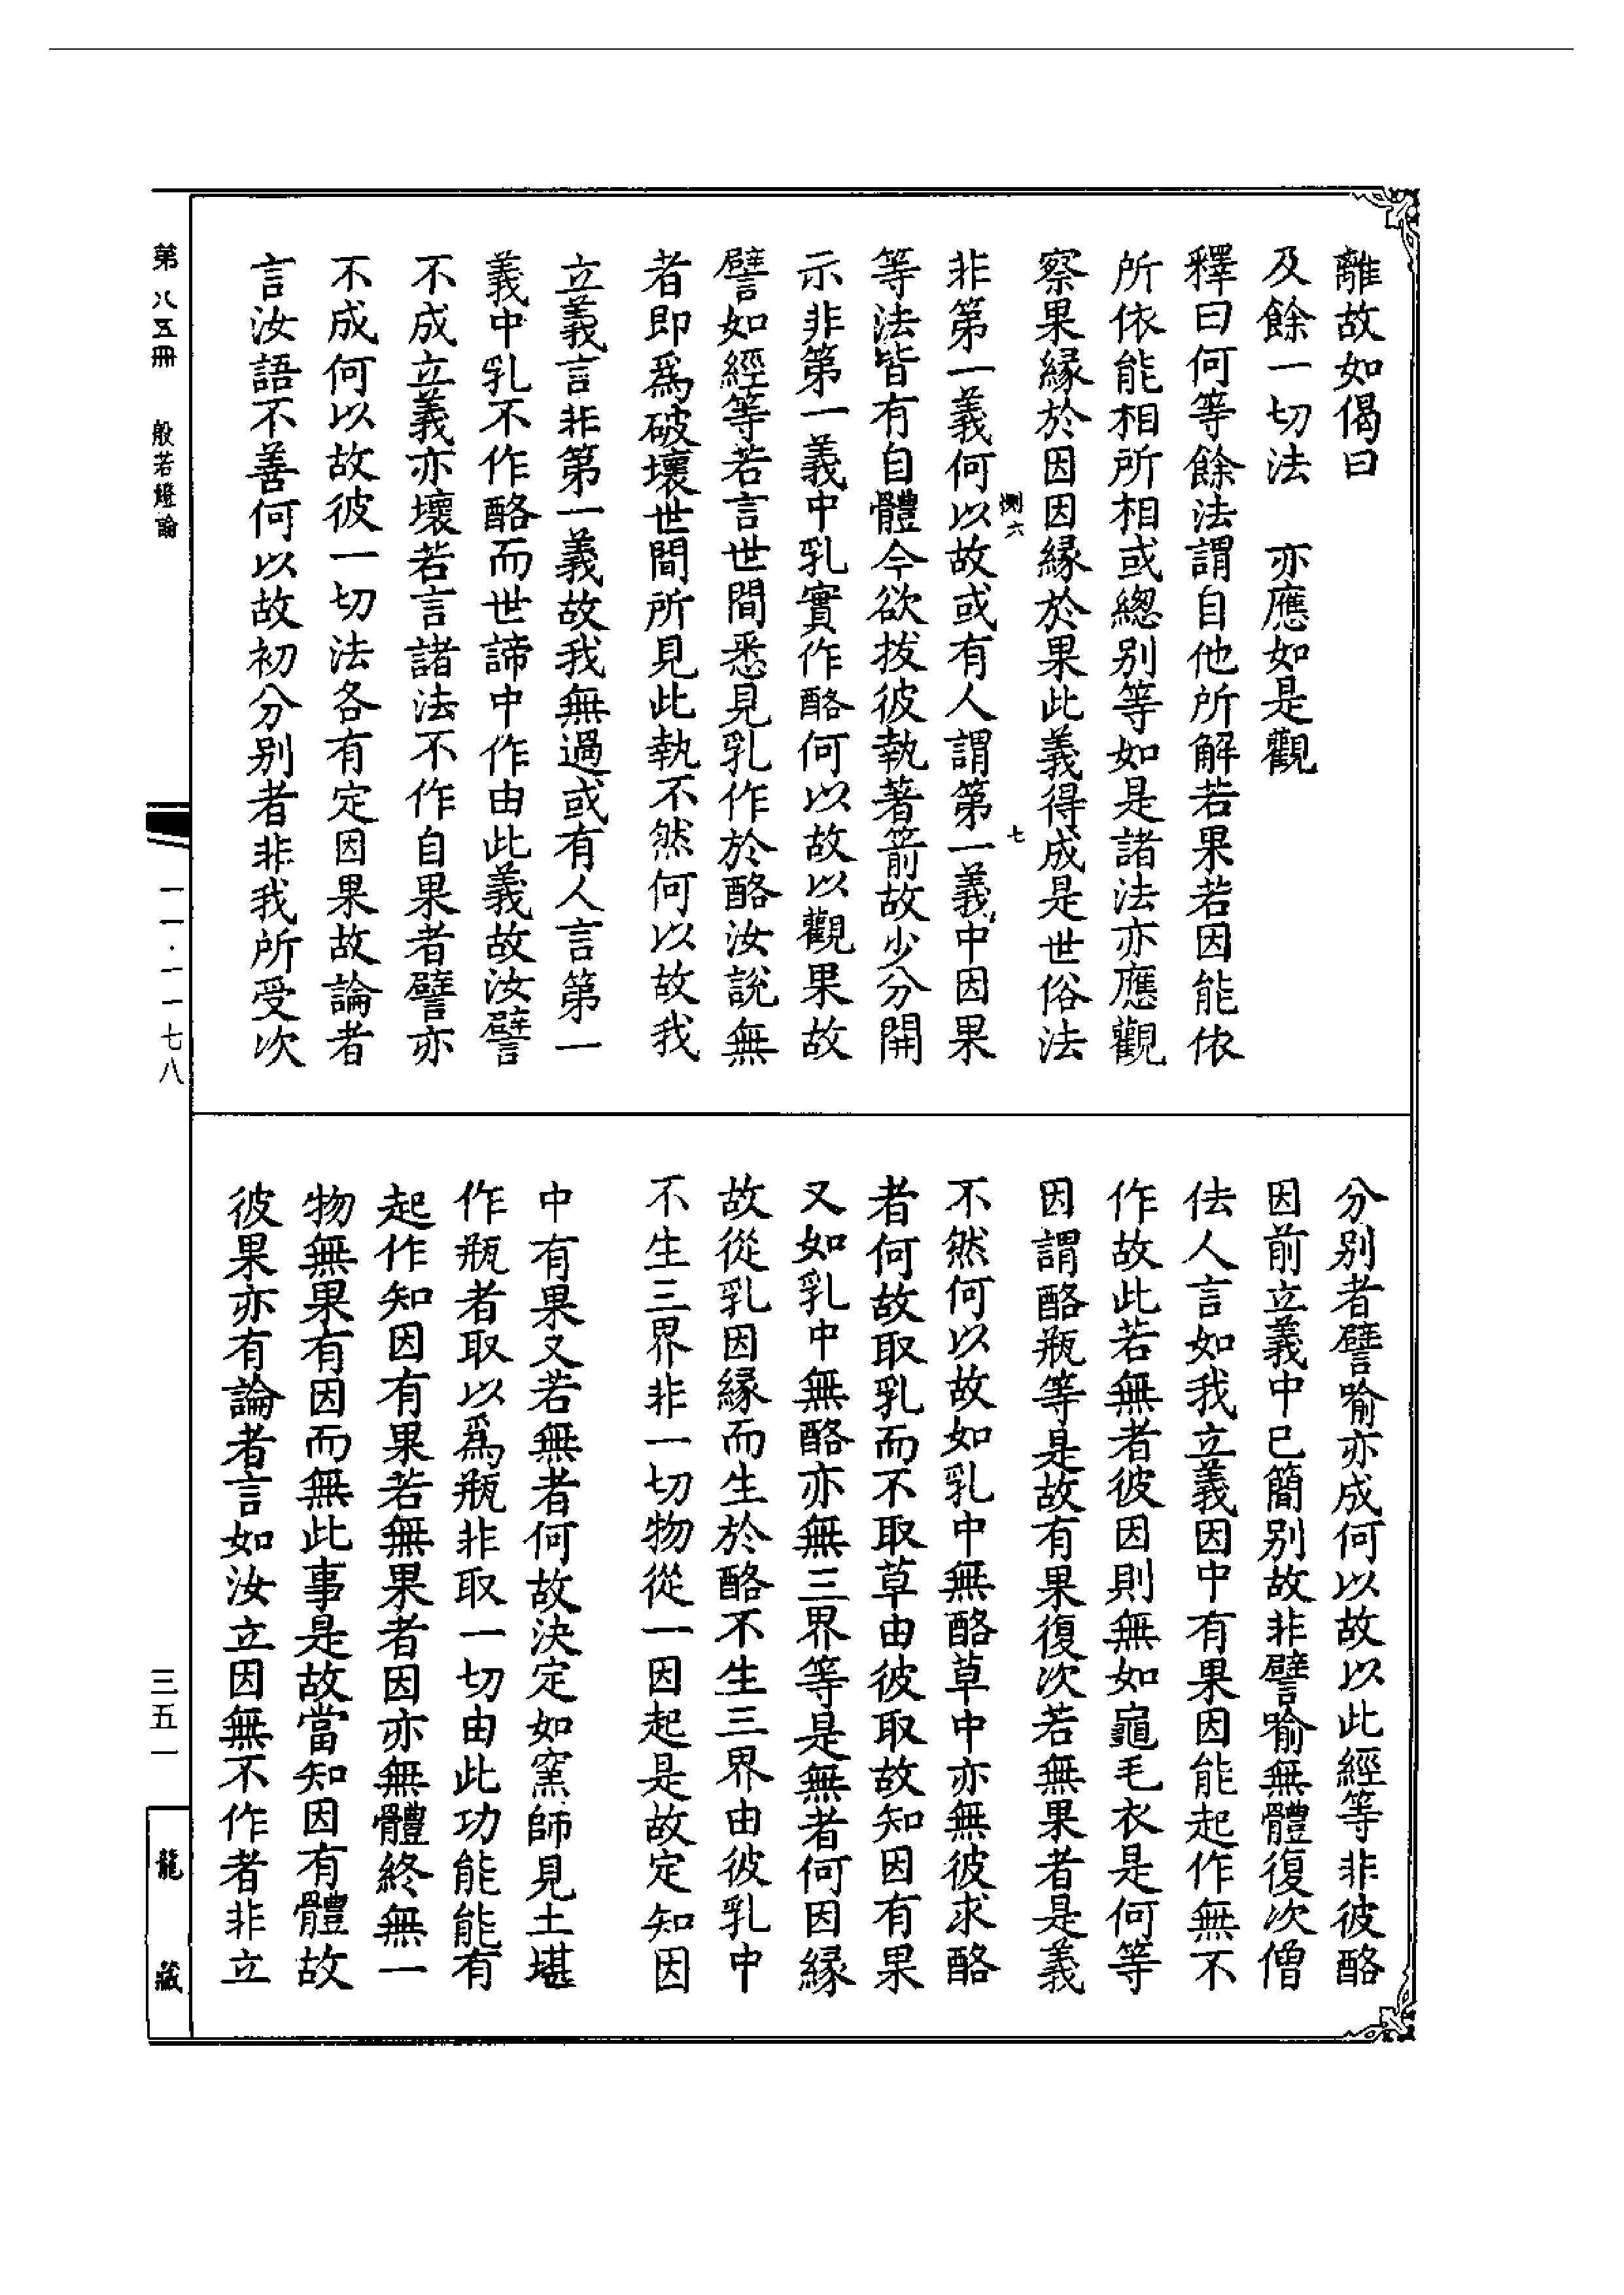 離故如偈曰
及餘一切法　亦應如是觀
釋曰何等餘法謂自他所解若果若因能依
所依能相所相或總别等如是諸法亦應觀
察果縁於因因縁於果此義得成是世俗法
惻六　七
非第一義何以故或有人謂第一義中因果
等法皆有自體今欲拔彼執著箭故少分開
示非第一義中乳實作酪何以故以觀果故
譬如經等若言世間悉見乳作於酪汝説無
者即爲破壞世間所見此執不然何以故我
立義言非第一義故我無過或有人言第一
義中乳不作酪而世諦中作由此義故汝譬
不成立義亦壞若言諸法不作自果者譬亦
不成何以故彼一切法各有定因果故論者
言汝語不善何以故初分别者非我所受次
分别者譬喻亦成何以故以此經等非彼酪
因前立義中已簡别故非譬喻無體復次僧
佉人言如我立義因中有果因能起作無不
作故此若無者彼因則無如龜毛衣是何等
因謂酪瓶等是故有果復次若無果者是義
不然何以故如乳中無酪草中亦無彼求酪
者何故取乳而不取草由彼取故知因有果
又如乳中無酪亦無三界等是無者何因縁
故從乳因縁而生於酪不生三界由彼乳中
不生三界非一切物從一因起是故定知因
中有果又若無者何故決定如窯師見土堪
作瓶者取以爲瓶非取一切由此功能能有
起作知因有果若無果者因亦無體終無一
物無果有因而無此事是故當知因有體故
彼果亦有論者言如汝立因無不作者非立
第八五冊　般若燈論
一一·一一七八
三五一
龍藏